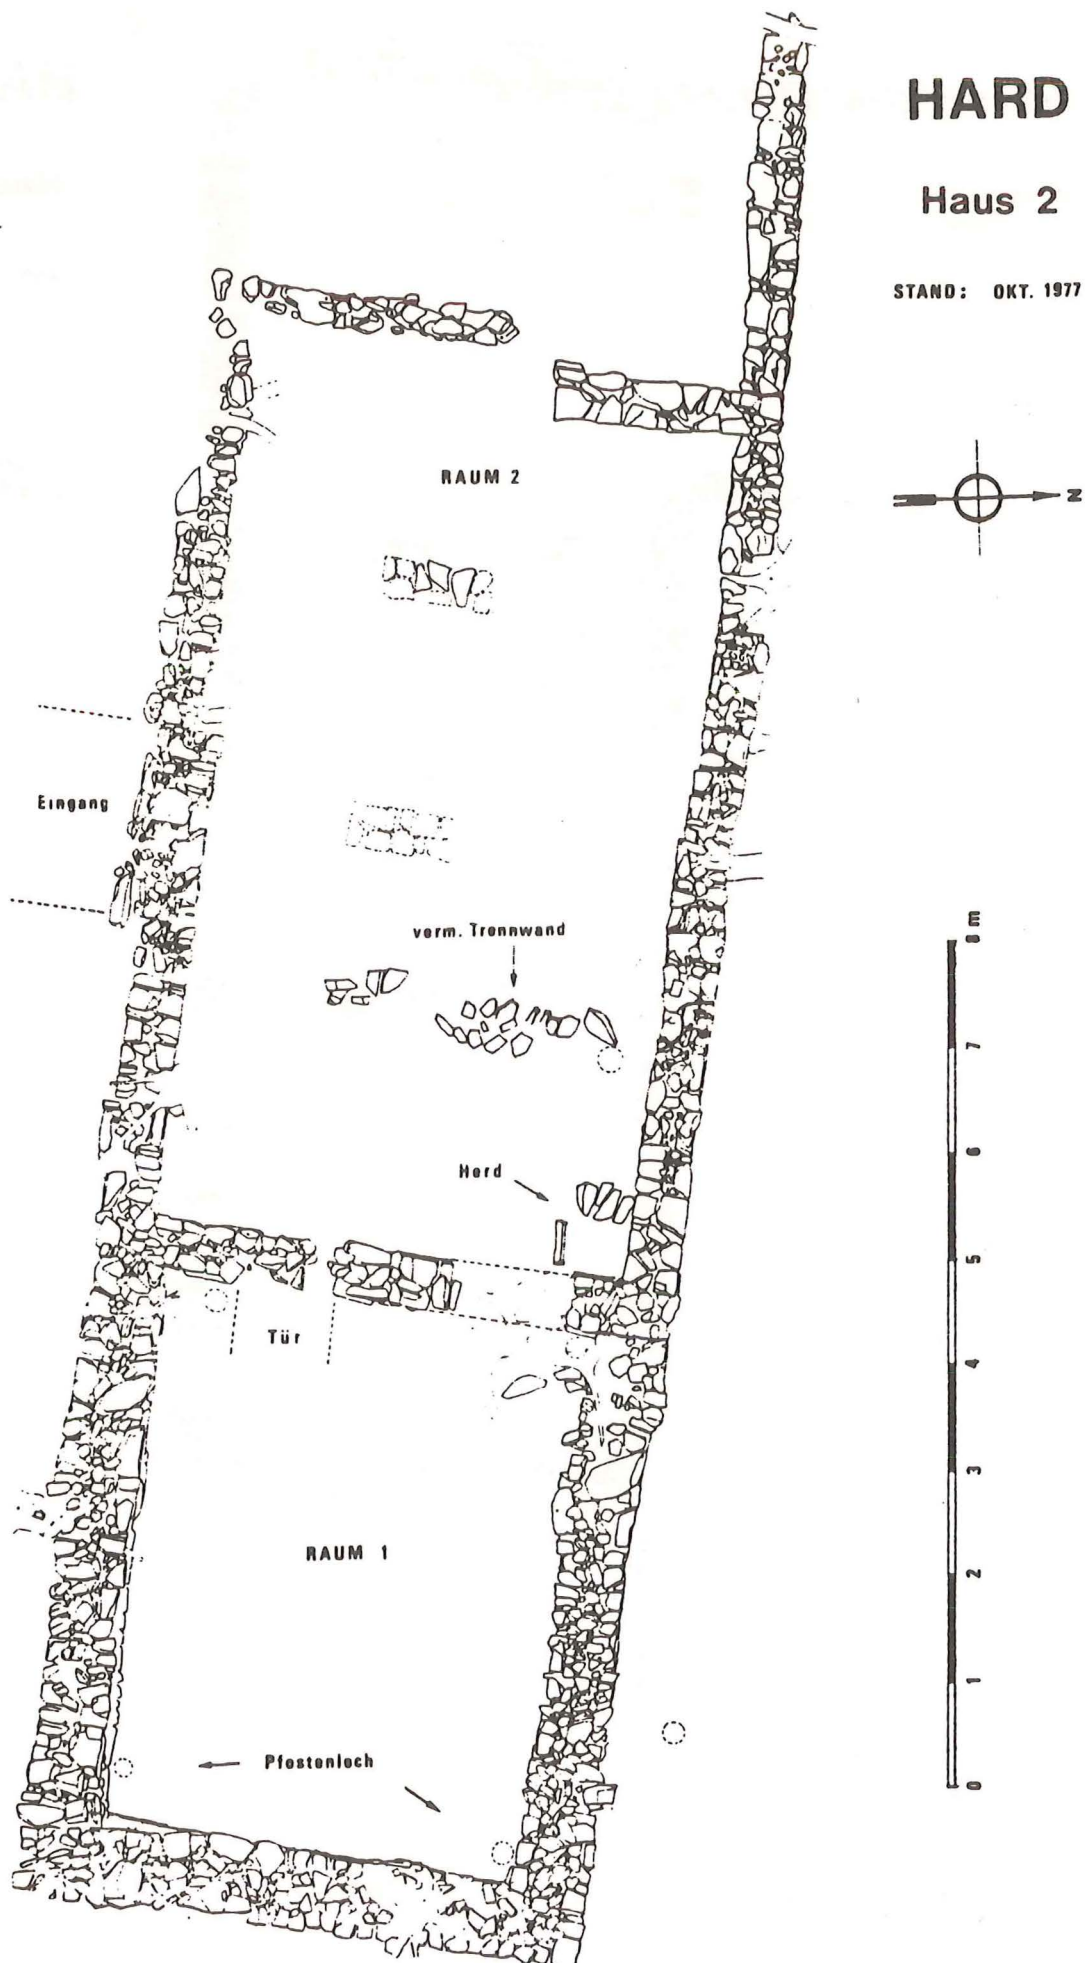 HARD
Haus 2
STAND: OKT. 1977
RAUM 2
N
Eingang
verm. Trennwand
Herd
Tür
RAUM 1
Pfostenloch
8 m
7
6
5
4
3
2
1
0